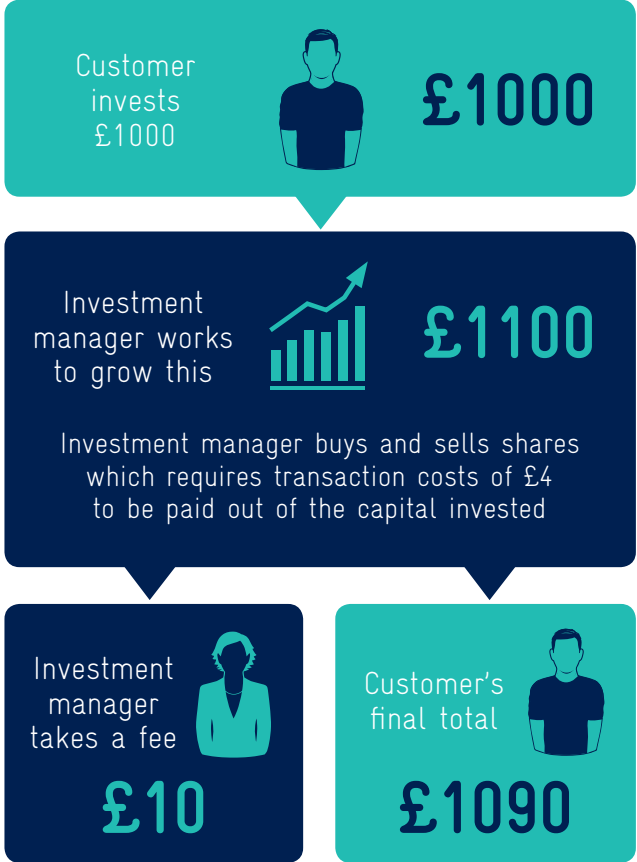 Customer
invests
£1000
£1000
Investment
manager works
to grow this
£1100
Investment manager buys and sells shares
which requires transaction costs of £4
to be paid out of the capital invested
Investment
manager
takes a fee
£10
Customer's
final total
£1090